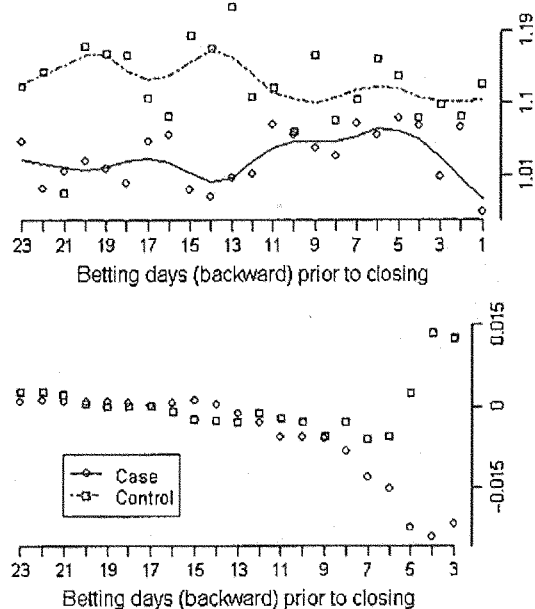 1.19
1.1
1.01
23 21 19 17 15 13 11 9 7 5 3 1
Betting days (backward) prior to closing
0.015
0
-0.015
Case
Control
23 21 19 17 15 13 11 9 7 5 3
Betting days (backward) prior to closing